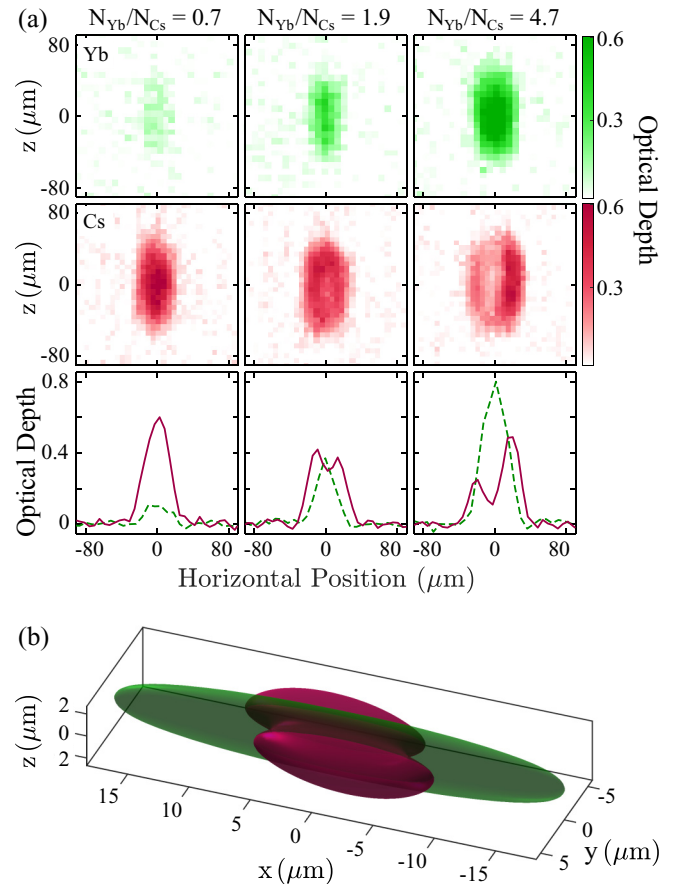 (a) N_Yb/N_Cs = 0.7 N_Yb/N_Cs = 1.9 N_Yb/N_Cs = 4.7
80
Yb
z (μm)
0
-80
0.6
0.3
Optical Depth
80
Cs
z (μm)
0
-80
0.6
0.3
0.8
0.4
0
Optical Depth
-80 0 80 -80 0 80 -80 0 80
Horizontal Position (μm)
(b)
z (μm)
2
0
2
15 10 5 0 -5 -10 -15
x (μm)
-5
0
5
y (μm)